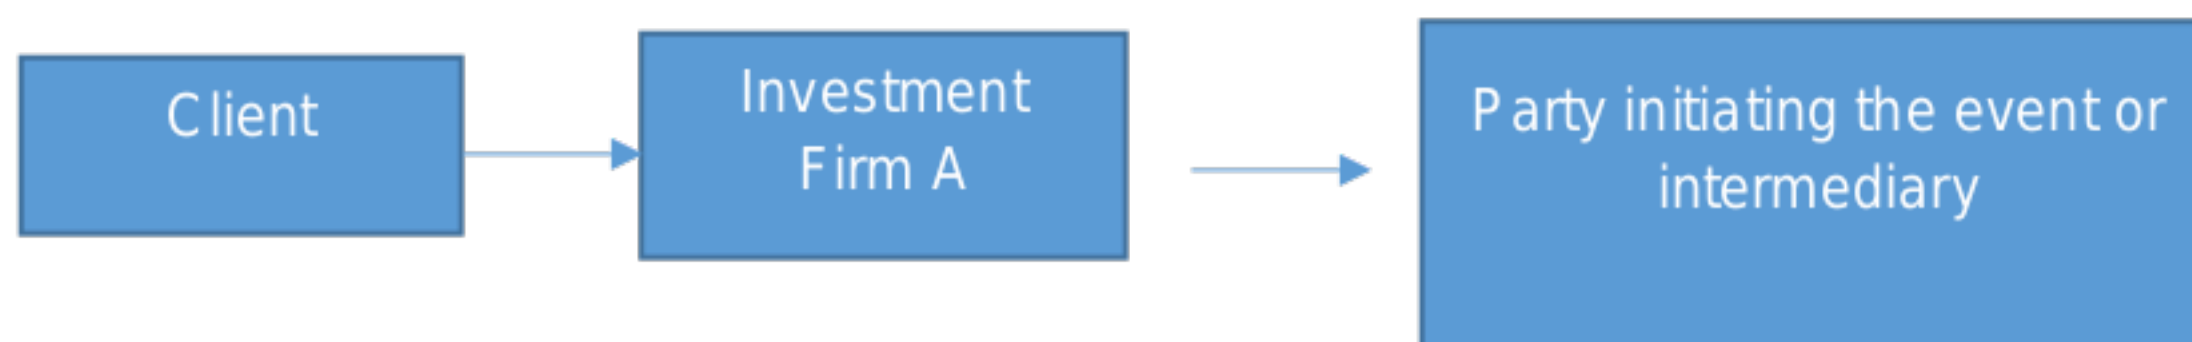 Client
Investment
Firm A
Party initiating the event or
intermediary